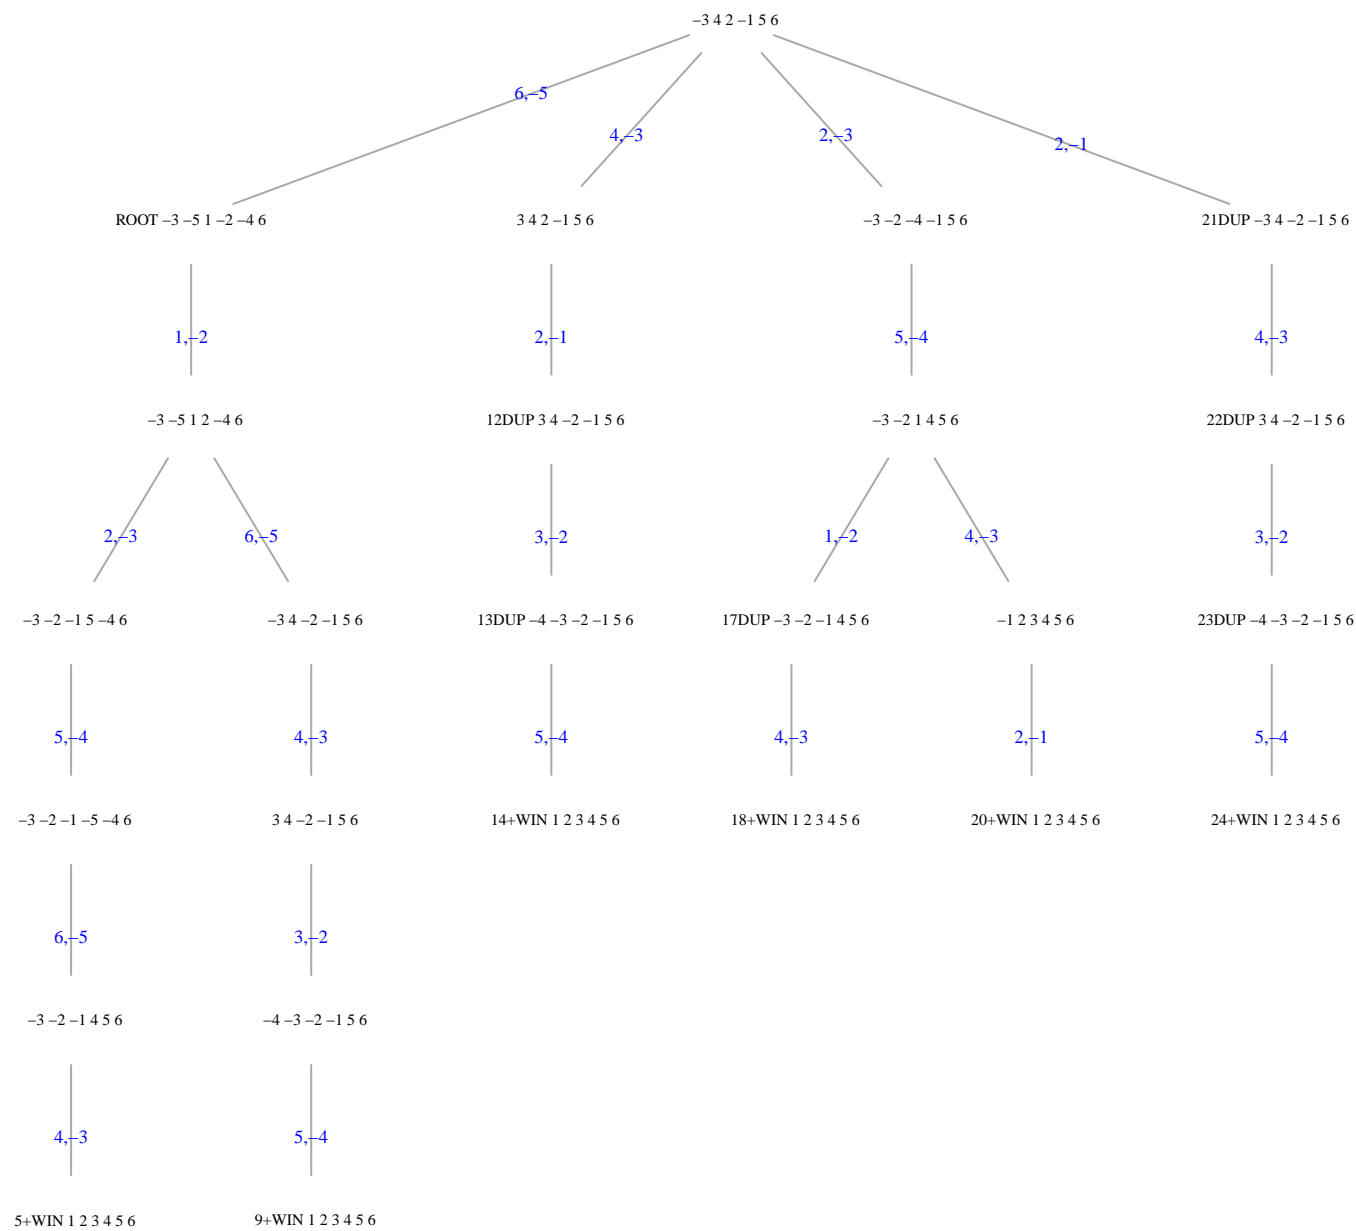 −3 4 2 −1 5 6
6,−5
4,−3
2,−3
2,−1
ROOT −3 −5 1 −2 −4 6
3 4 2 −1 5 6
−3 −2 −4 −1 5 6
21DUP −3 4 −2 −1 5 6
1,−2
2,−1
5,−4
4,−3
−3 −5 1 2 −4 6
12DUP 3 4 −2 −1 5 6
−3 −2 1 4 5 6
22DUP 3 4 −2 −1 5 6
2,−3
6,−5
3,−2
1,−2
4,−3
3,−2
−3 −2 −1 5 −4 6
−3 4 −2 −1 5 6
13DUP −4 −3 −2 −1 5 6
17DUP −3 −2 −1 4 5 6
−1 2 3 4 5 6
23DUP −4 −3 −2 −1 5 6
5,−4
4,−3
5,−4
4,−3
2,−1
5,−4
−3 −2 −1 −5 −4 6
3 4 −2 −1 5 6
14+WIN 1 2 3 4 5 6
18+WIN 1 2 3 4 5 6
20+WIN 1 2 3 4 5 6
24+WIN 1 2 3 4 5 6
6,−5
3,−2
−3 −2 −1 4 5 6
−4 −3 −2 −1 5 6
4,−3
5,−4
5+WIN 1 2 3 4 5 6
9+WIN 1 2 3 4 5 6